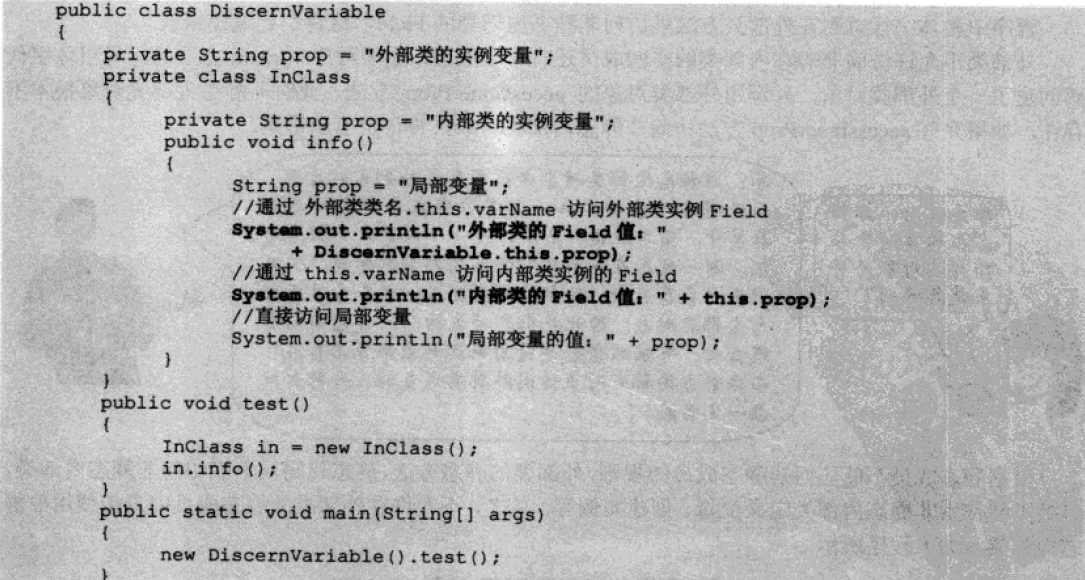 public class DiscernVariable
{
private String prop = "外部类的实例变量";
private class InClass
{
private String prop = "内部类的实例变量";
public void info()
{
String prop = "局部变量";
//通过 外部类类名.this.varName 访问外部类实例 Field
System.out.println("外部类的 Field 值："
+ DiscernVariable.this.prop);
//通过 this.varName 访问内部类实例的 Field
System.out.println("内部类的 Field 值：" + this.prop);
//直接访问局部变量
System.out.println("局部变量的值：" + prop);
}
}
public void test()
{
InClass in = new InClass();
in.info();
}
public static void main(String[] args)
{
new DiscernVariable().test();
}